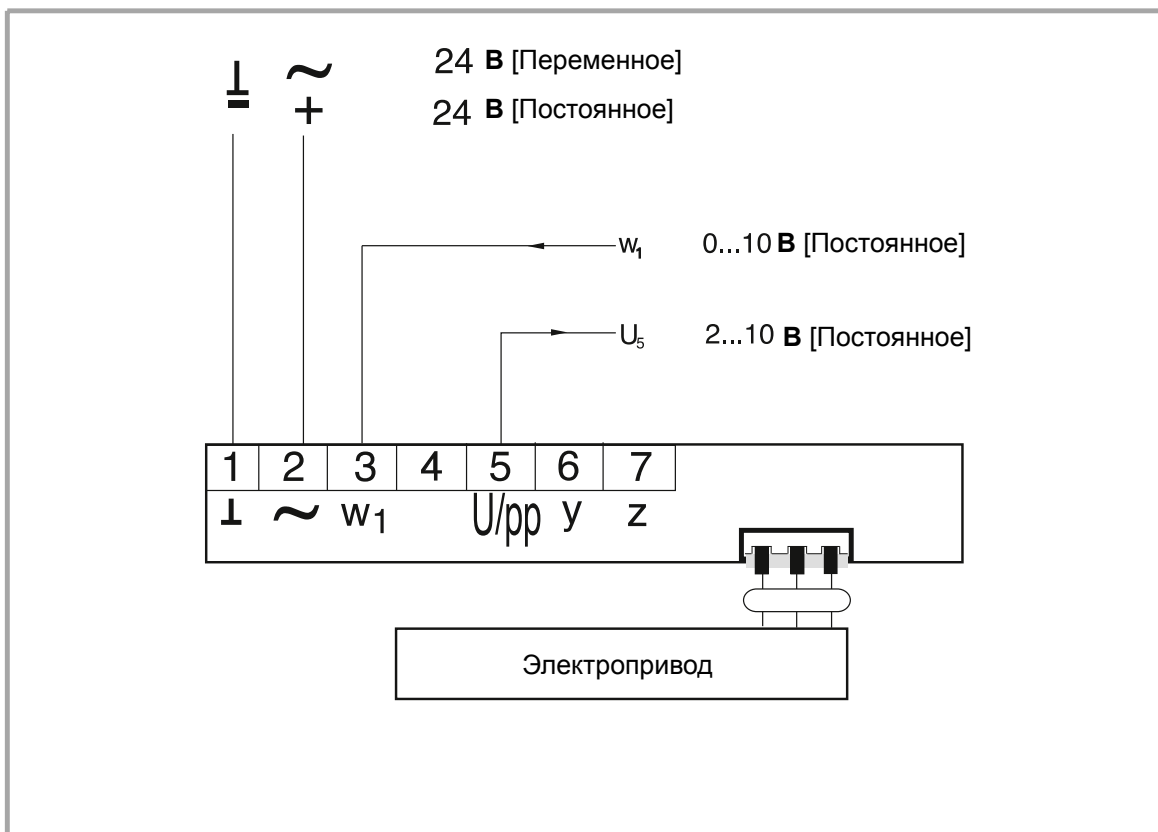 ⊥ ~ 24 В [Переменное]
- + 24 В [Постоянное]
w₁ 0...10 В [Постоянное]
U₅ 2...10 В [Постоянное]
1 2 3 4 5 6 7
⊥ ~ w₁ U/pp y z
Электропривод